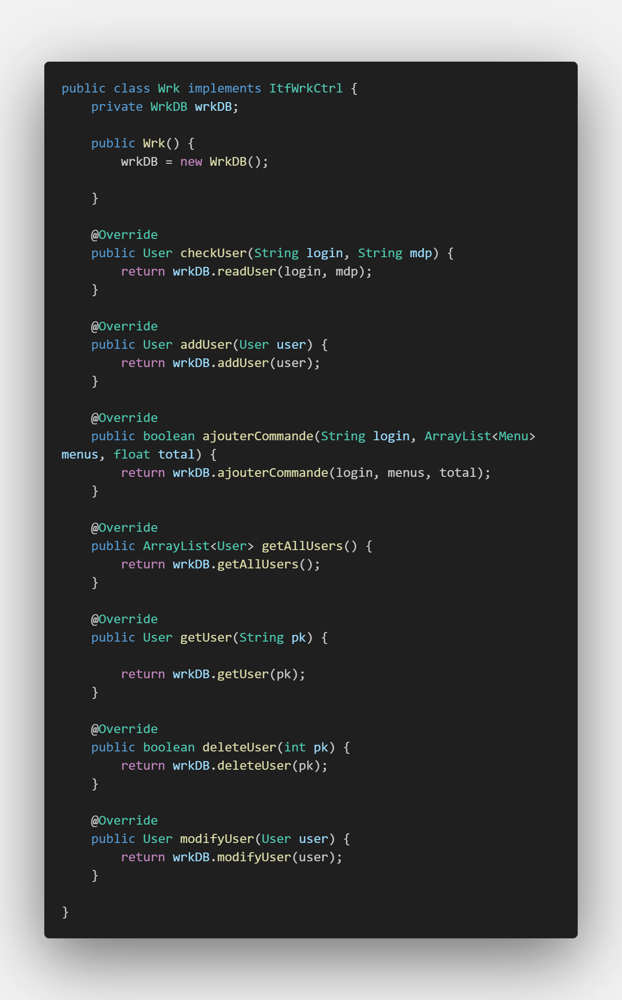 public class Wrk implements ItfWrkCtrl {
    private WrkDB wrkDB;

    public Wrk() {
        wrkDB = new WrkDB();

    }

    @Override
    public User checkUser(String login, String mdp) {
        return wrkDB.readUser(login, mdp);
    }

    @Override
    public User addUser(User user) {
        return wrkDB.addUser(user);
    }

    @Override
    public boolean ajouterCommande(String login, ArrayList<Menu>
menus, float total) {
        return wrkDB.ajouterCommande(login, menus, total);
    }

    @Override
    public ArrayList<User> getAllUsers() {
        return wrkDB.getAllUsers();
    }

    @Override
    public User getUser(String pk) {

        return wrkDB.getUser(pk);
    }

    @Override
    public boolean deleteUser(int pk) {
        return wrkDB.deleteUser(pk);
    }

    @Override
    public User modifyUser(User user) {
        return wrkDB.modifyUser(user);
    }

}